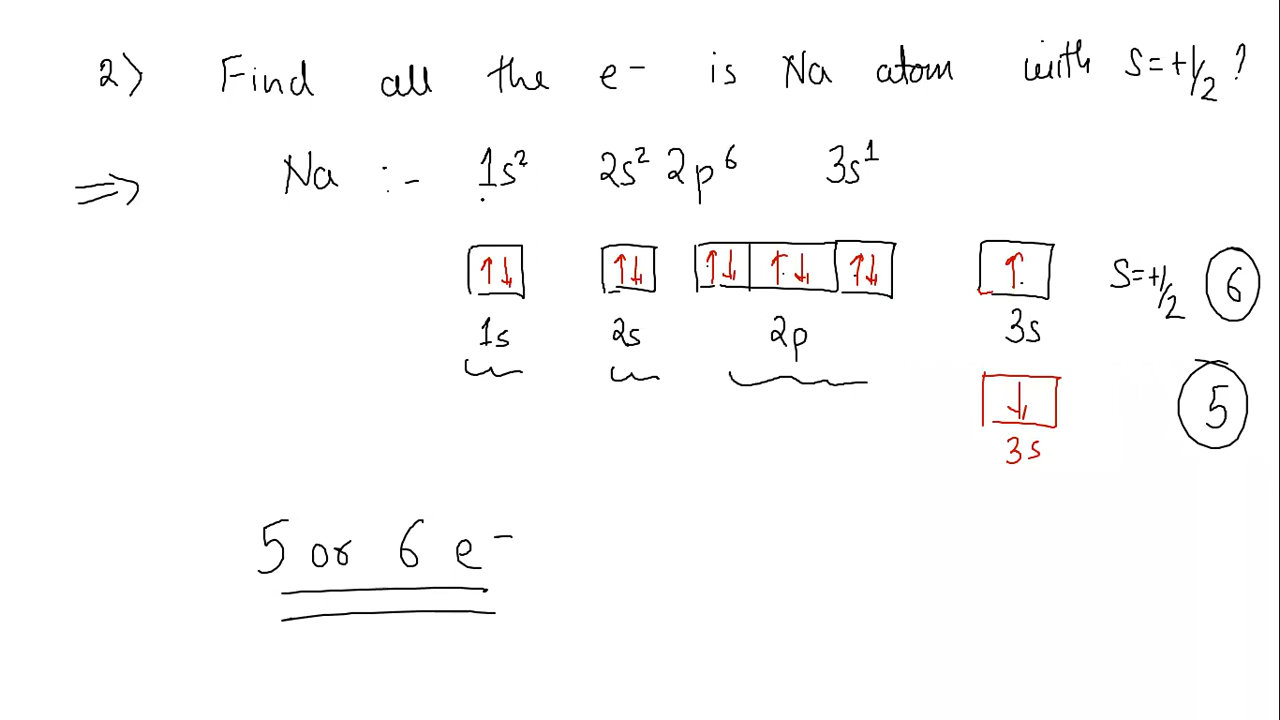 2) Find all the e⁻ is Na atom with s=+1/2 ?
⇒ Na :- 1s² 2s² 2p⁶ 3s¹
↑↓ ↑↓ ↑↓ ↑↓ ↑↓ ↑ S=+1/2 6
1s 2s 2p 3s
↓ 5
3s
5 or 6 e⁻